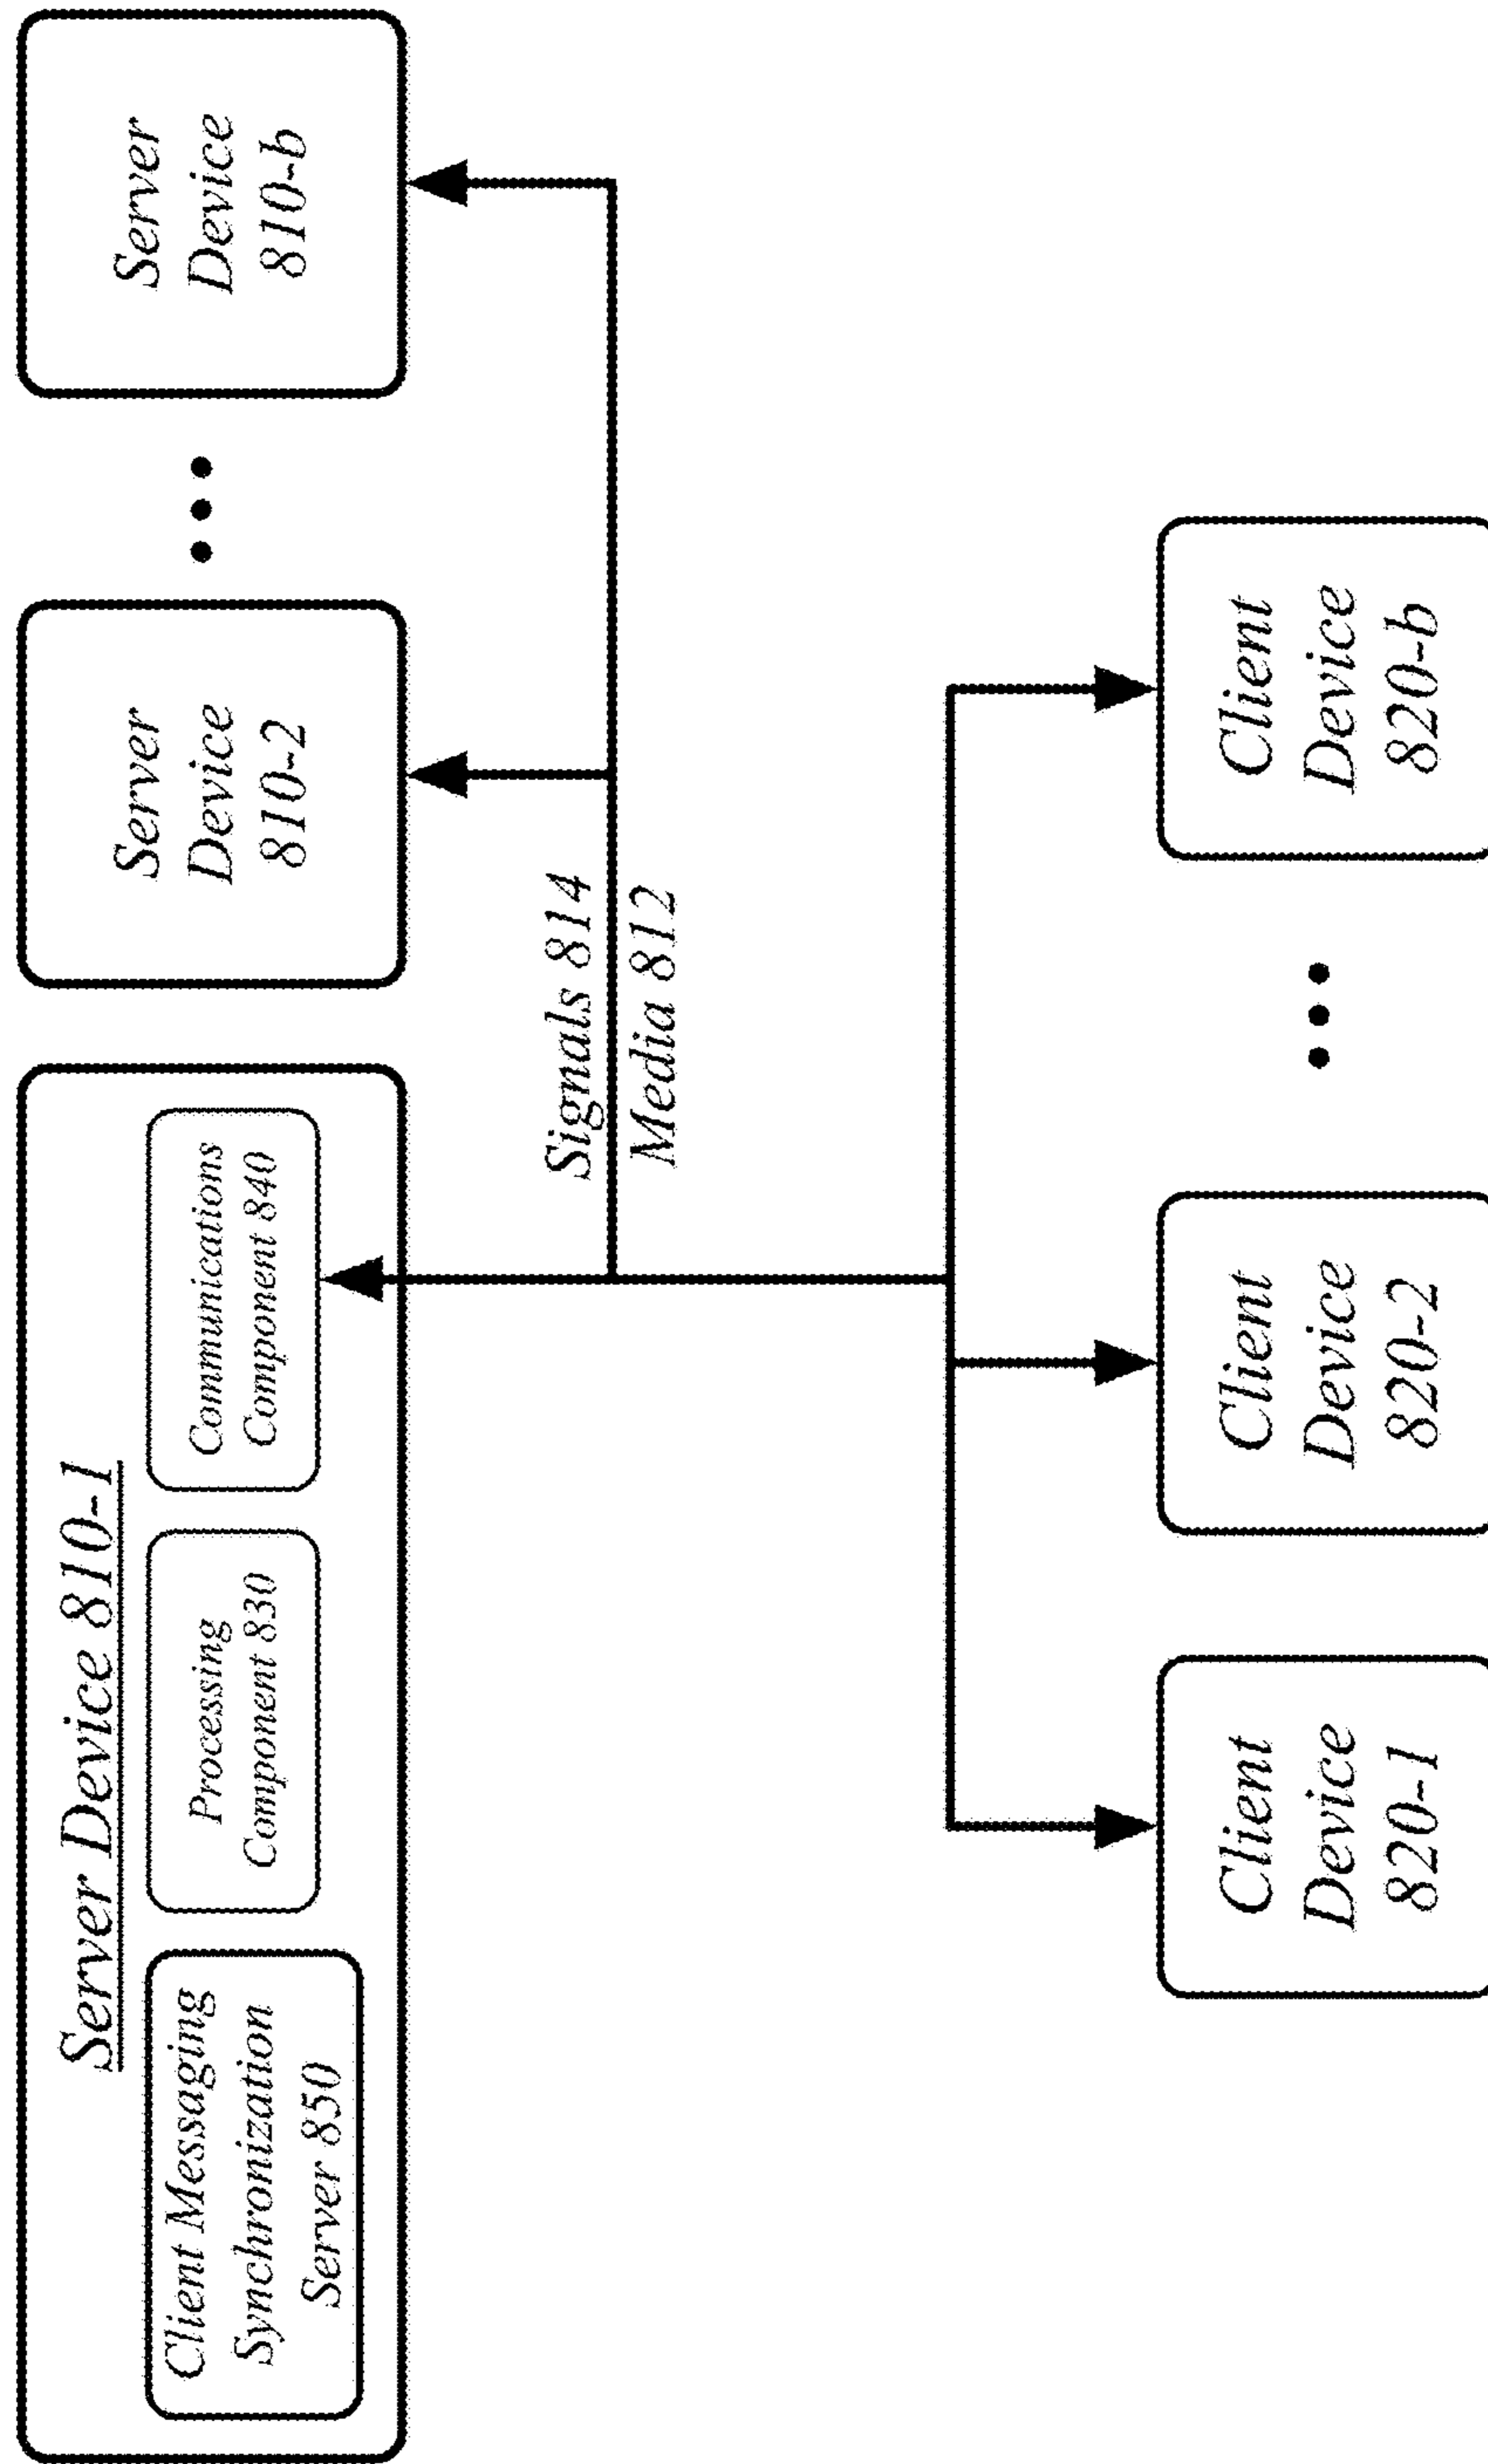 Server Device 810-1
Client Messaging
Synchronization
Server 850
Processing
Component 830
Communications
Component 840
Server
Device
810-2
Server
Device
810-b
Signals 814
Media 812
Client
Device
820-1
Client
Device
820-2
Client
Device
820-b